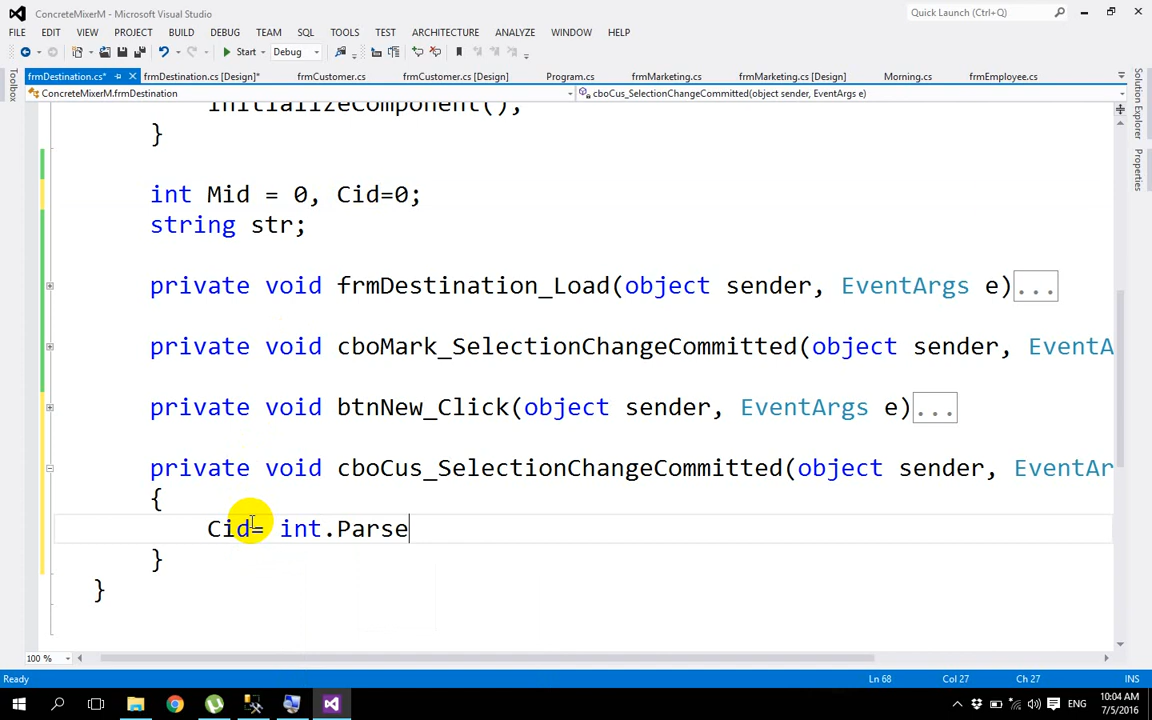 ConcreteMixerM - Microsoft Visual Studio
Quick Launch (Ctrl+Q)
FILE EDIT VIEW PROJECT BUILD DEBUG TEAM SQL TOOLS TEST ARCHITECTURE ANALYZE WINDOW HELP
Start Debug
frmDestination.cs* frmDestination.cs [Design]* frmCustomer.cs frmCustomer.cs [Design] Program.cs frmMarketing.cs frmMarketing.cs [Design] Morning.cs frmEmployee.cs
ConcreteMixerM.frmDestination cboCus_SelectionChangeCommitted(object sender, EventArgs e)
Toolbox
Solution Explorer
Properties
InitializeComponent();
}
int Mid = 0, Cid=0;
string str;
private void frmDestination_Load(object sender, EventArgs e)...
private void cboMark_SelectionChangeCommitted(object sender, EventA
private void btnNew_Click(object sender, EventArgs e)...
private void cboCus_SelectionChangeCommitted(object sender, EventAr
{
Cid= int.Parse
}
}
100 %
Ready Ln 68 Col 27 Ch 27 INS
ENG 10:04 AM
7/5/2016